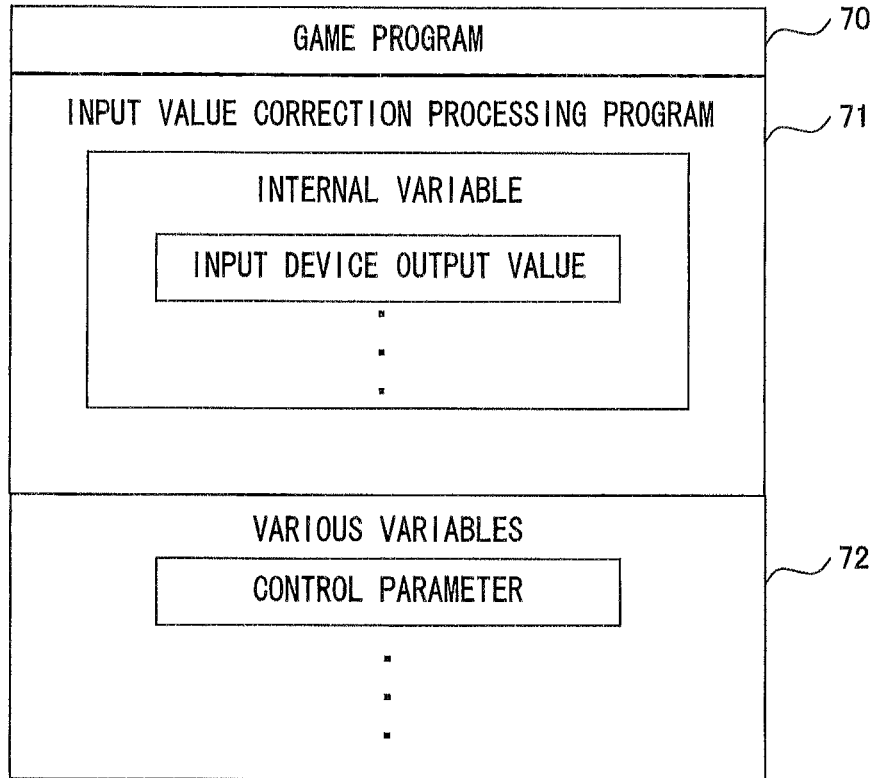 GAME PROGRAM
70
INPUT VALUE CORRECTION PROCESSING PROGRAM
71
INTERNAL VARIABLE
INPUT DEVICE OUTPUT VALUE
VARIOUS VARIABLES
72
CONTROL PARAMETER